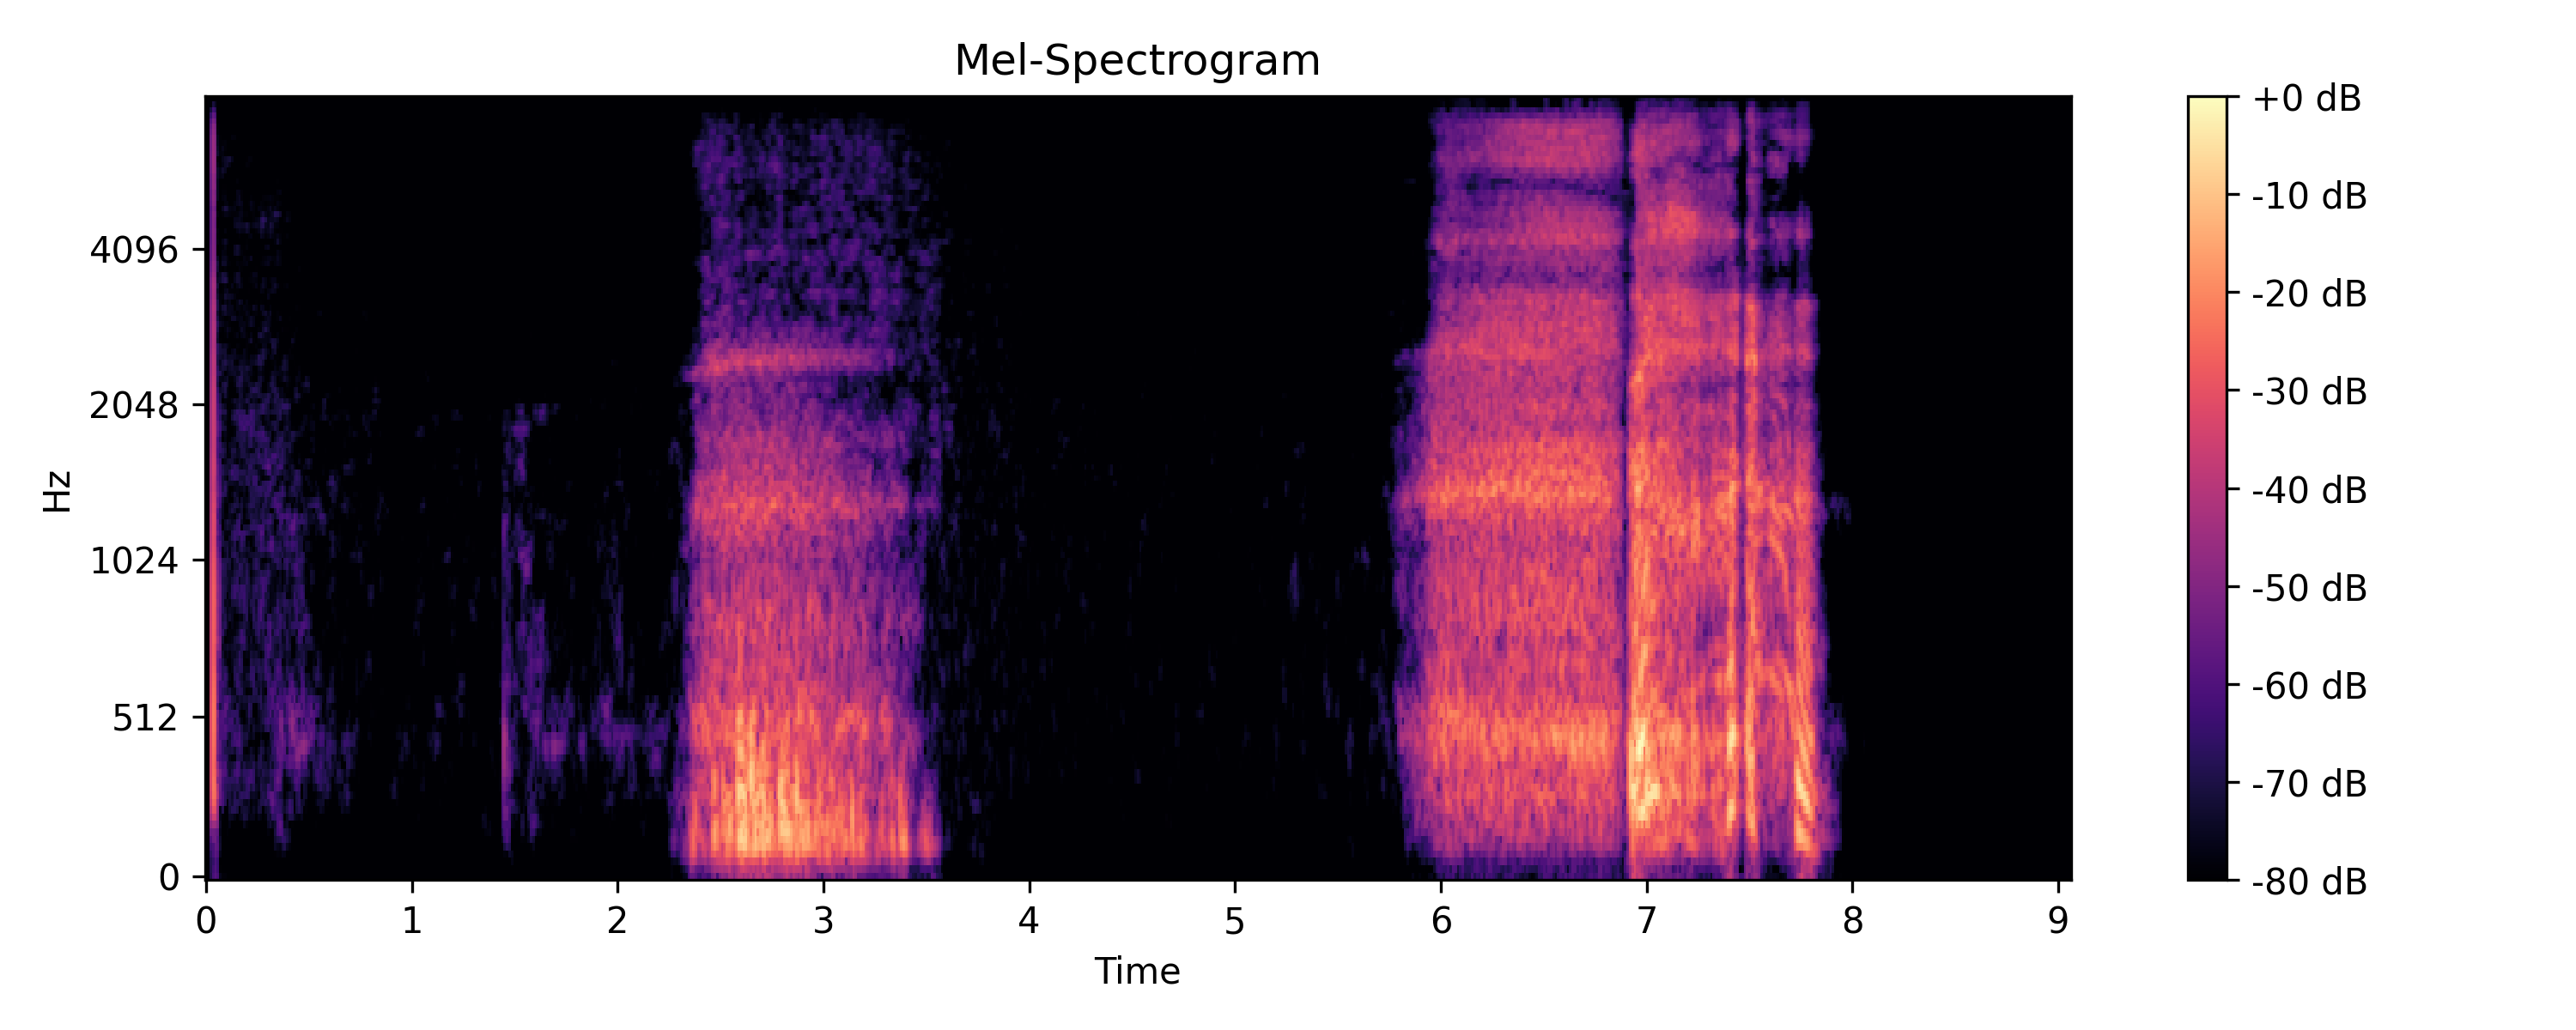 Mel-Spectrogram
+0 dB
-10 dB
-20 dB
-30 dB
-40 dB
-50 dB
-60 dB
-70 dB
-80 dB
Hz
4096
2048
1024
512
0
0 1 2 3 4 5 6 7 8 9
Time